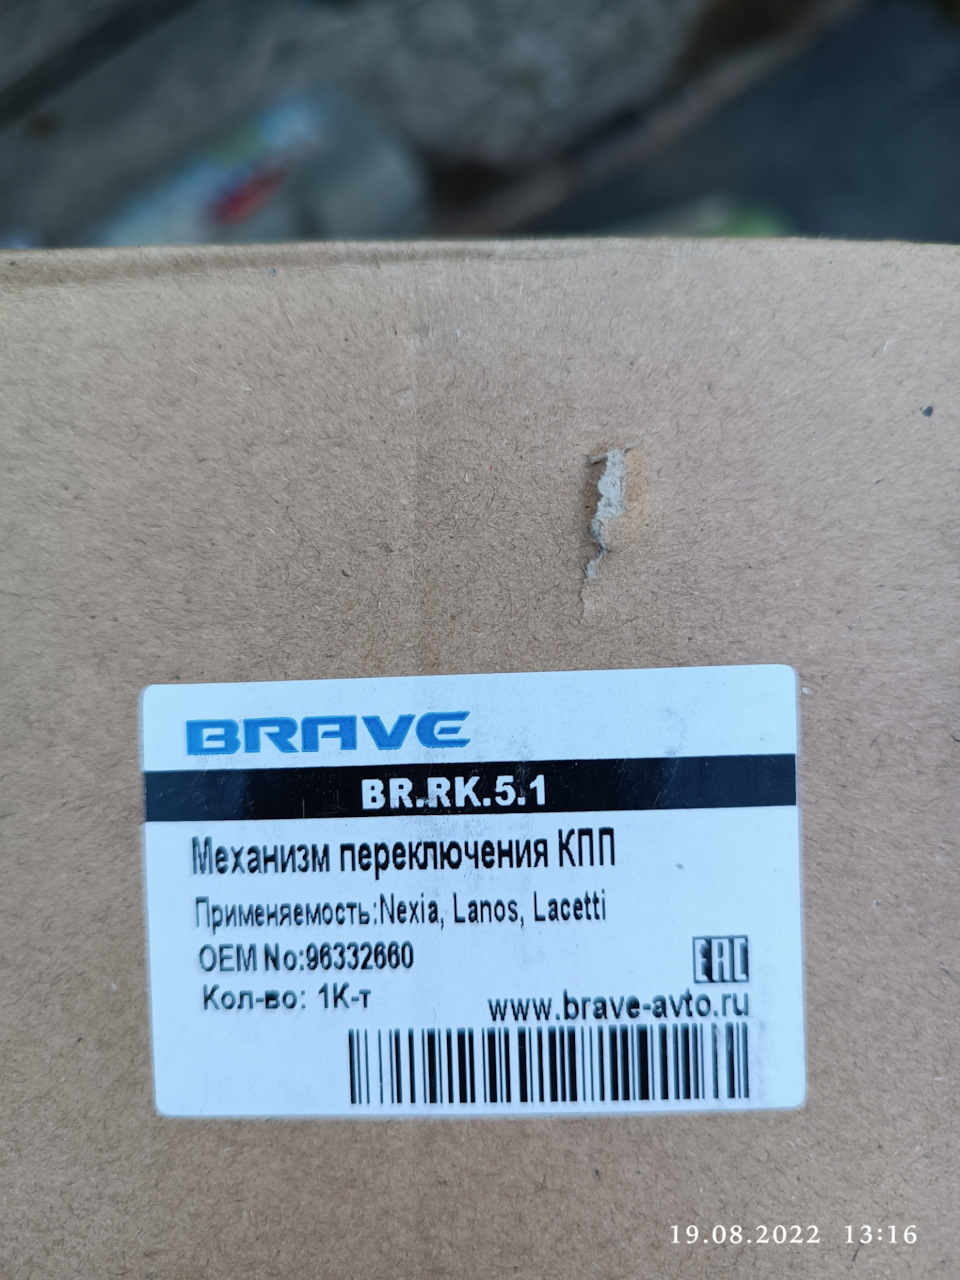 BRAVE
BR.RK.5.1
Механизм переключения КПП
Применяемость:Nexia, Lanos, Lacetti
OEM No:96332660
EAC
Кол-во: 1К-т
www.brave-avto.ru
19.08.2022 13:16